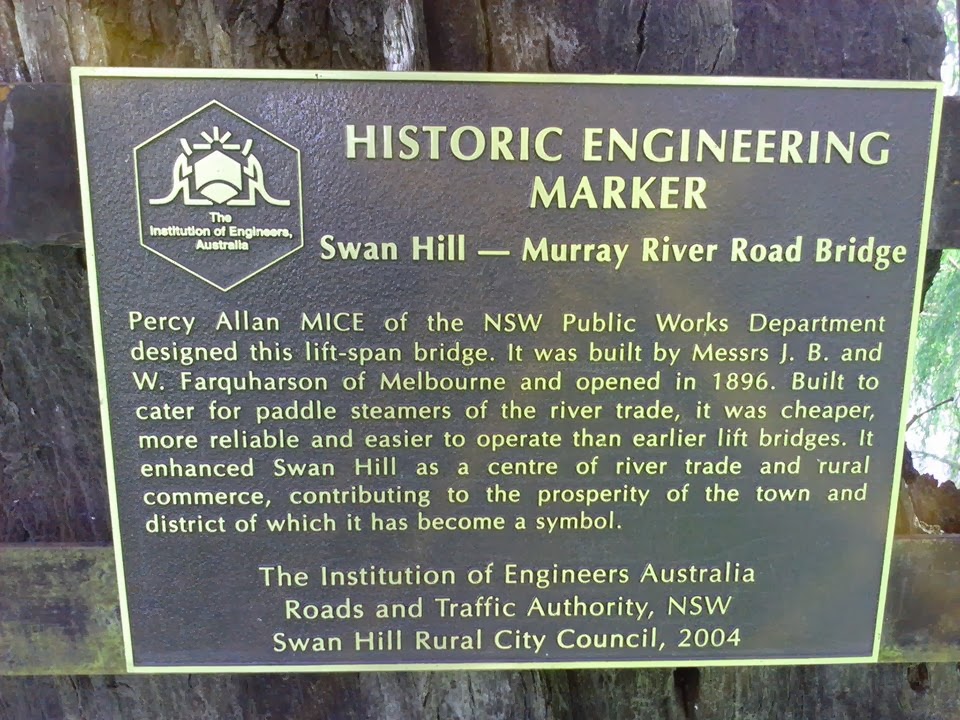 HISTORIC ENGINEERING
MARKER
The
Institution of Engineers,
Australia
Swan Hill — Murray River Road Bridge
Percy Allan MICE of the NSW Public Works Department
designed this lift-span bridge. It was built by Messrs J. B. and
W. Farquharson of Melbourne and opened in 1896. Built to
cater for paddle steamers of the river trade, it was cheaper,
more reliable and easier to operate than earlier lift bridges. It
enhanced Swan Hill as a centre of river trade and rural
commerce, contributing to the prosperity of the town and
district of which it has become a symbol.
The Institution of Engineers Australia
Roads and Traffic Authority, NSW
Swan Hill Rural City Council, 2004